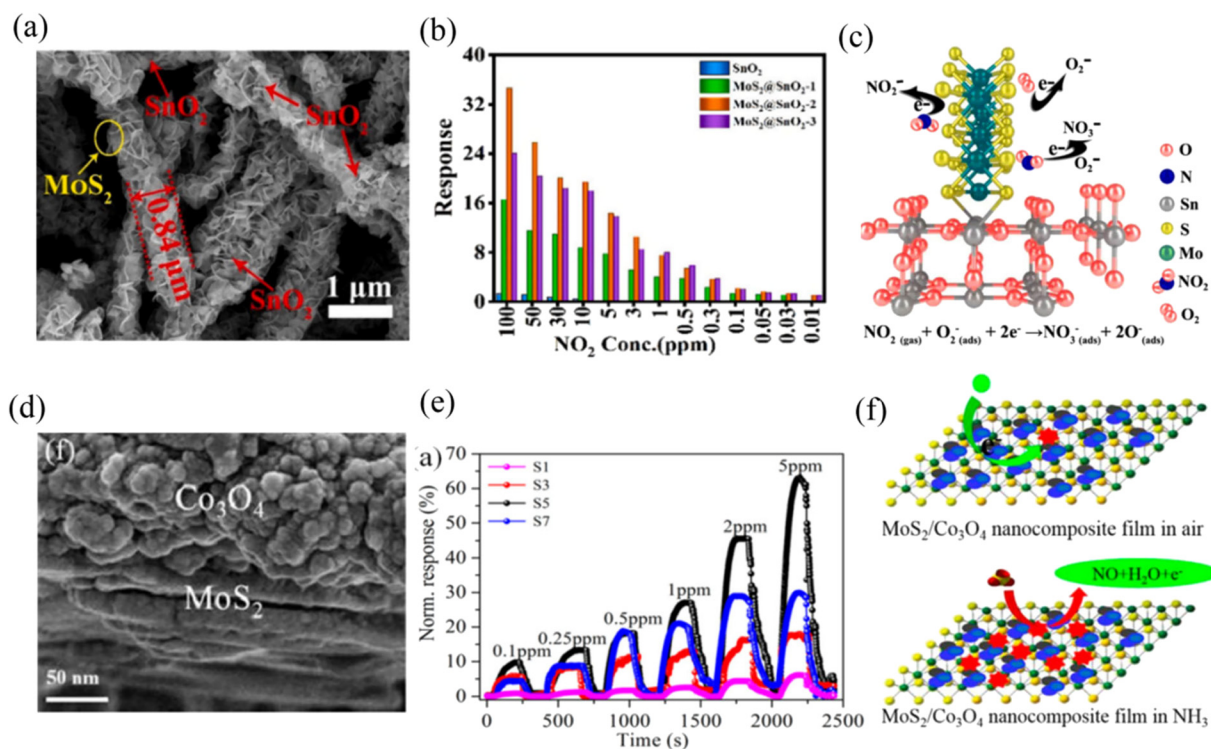 (a)
SnO2
SnO2
MoS2
0.84 μm
SnO2
1 μm
(b)
40
32
24
16
8
0
Response
SnO2
MoS2@SnO2-1
MoS2@SnO2-2
MoS2@SnO2-3
100
50
30
10
5
3
1
0.5
0.3
0.1
0.05
0.03
0.01
NO2 Conc.(ppm)
(c)
O2⁻
NO2⁻
e-
e-
NO3⁻
e-
O2⁻
O
N
Sn
S
Mo
NO2
O2
NO2 (gas) + O2⁻(ads) + 2e⁻ →NO3⁻(ads) + 2O⁻(ads)
(d)
(f)
Co3O4
MoS2
50 nm
(e)
(a)
70
60
50
40
30
20
10
0
Norm. response (%)
S1
S3
S5
S7
0.1ppm
0.25ppm
0.5ppm
1ppm
2ppm
5ppm
0
500
1000
1500
2000
2500
Time (s)
(f)
e-
MoS2/Co3O4 nanocomposite film in air
NO+H2O+e-
MoS2/Co3O4 nanocomposite film in NH3